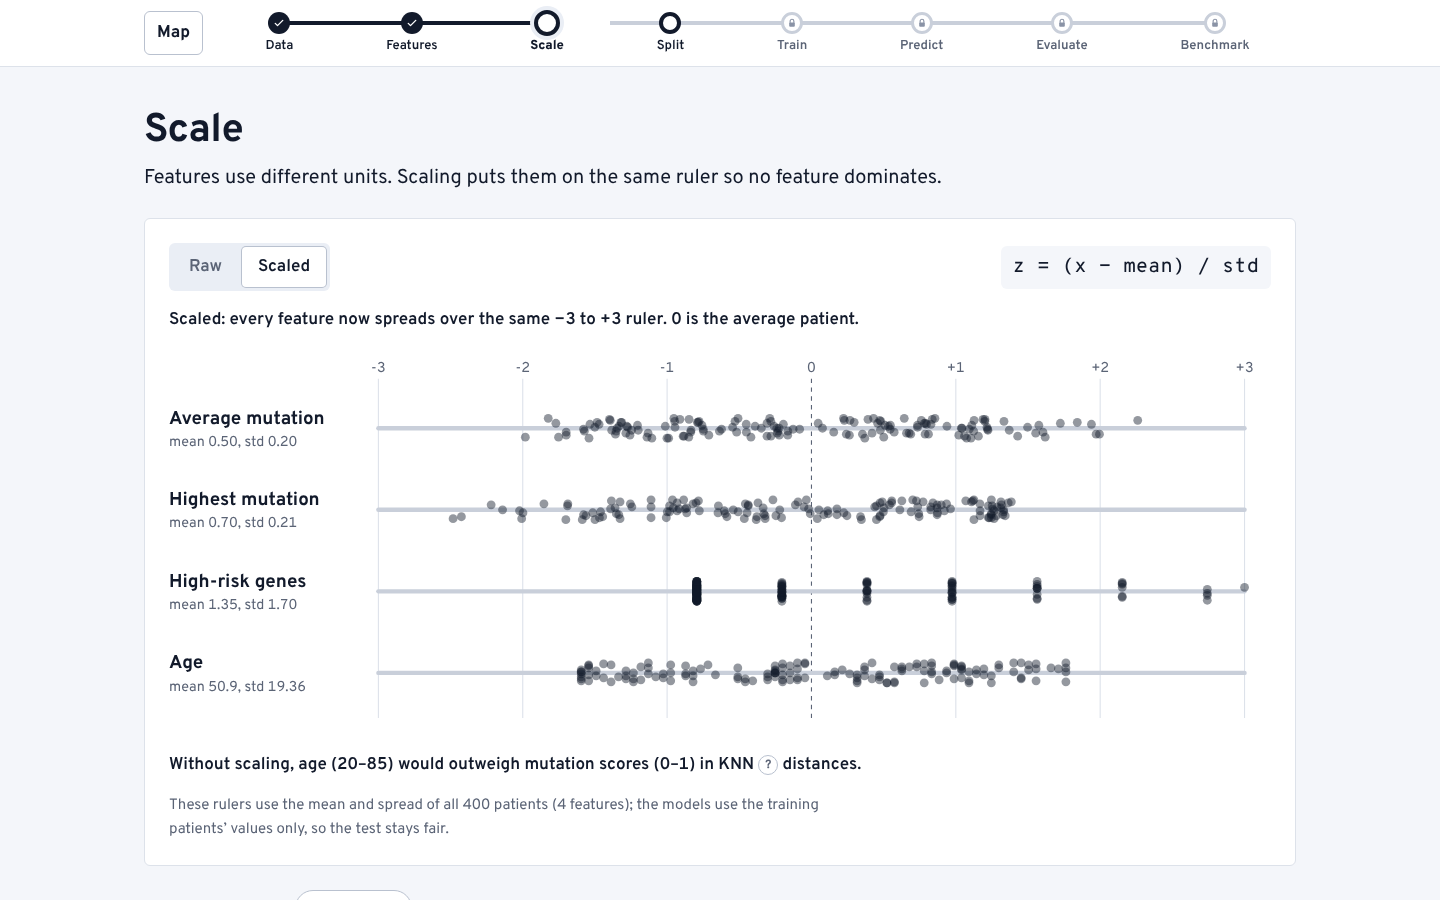 Map
Data
Features
Scale
Split
Train
Predict
Evaluate
Benchmark
Scale
Features use different units. Scaling puts them on the same ruler so no feature dominates.
Raw
Scaled
z = (x − mean) / std
Scaled: every feature now spreads over the same −3 to +3 ruler. 0 is the average patient.
-3 -2 -1 0 +1 +2 +3
Average mutation
mean 0.50, std 0.20
Highest mutation
mean 0.70, std 0.21
High-risk genes
mean 1.35, std 1.70
Age
mean 50.9, std 19.36
Without scaling, age (20–85) would outweigh mutation scores (0–1) in KNN ? distances.
These rulers use the mean and spread of all 400 patients (4 features); the models use the training
patients’ values only, so the test stays fair.